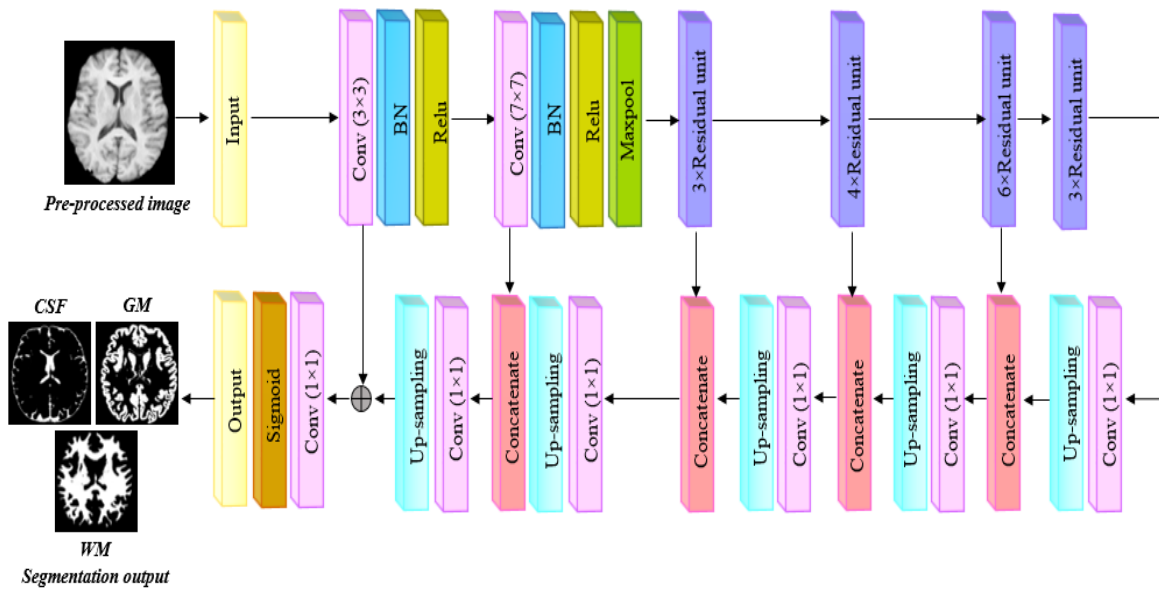 Pre-processed image
Input
Conv (3×3)
BN
Relu
Conv (7×7)
BN
Relu
Maxpool
3×Residual unit
4×Residual unit
6×Residual unit
3×Residual unit
CSF
GM
WM
Segmentation output
Output
Sigmoid
Conv (1×1)
Up-sampling
Conv (1×1)
Concatenate
Up-sampling
Conv (1×1)
Concatenate
Up-sampling
Conv (1×1)
Concatenate
Up-sampling
Conv (1×1)
Concatenate
Up-sampling
Conv (1×1)